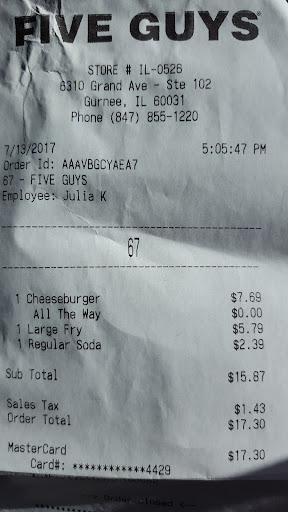 FIVE GUYS®
STORE # IL-0526
6310 Grand Ave - Ste 102
Gurnee, IL 60031
Phone (847) 855-1220
7/13/2017 5:05:47 PM
Order Id: AAAVBGCYAEA7
67 - FIVE GUYS
Employee: Julia K
67
1 Cheeseburger $7.69
All The Way $0.00
1 Large Fry $5.79
1 Regular Soda $2.39
Sub Total $15.87
Sales Tax $1.43
Order Total $17.30
MasterCard $17.30
Card#: ************4429
Order Closed